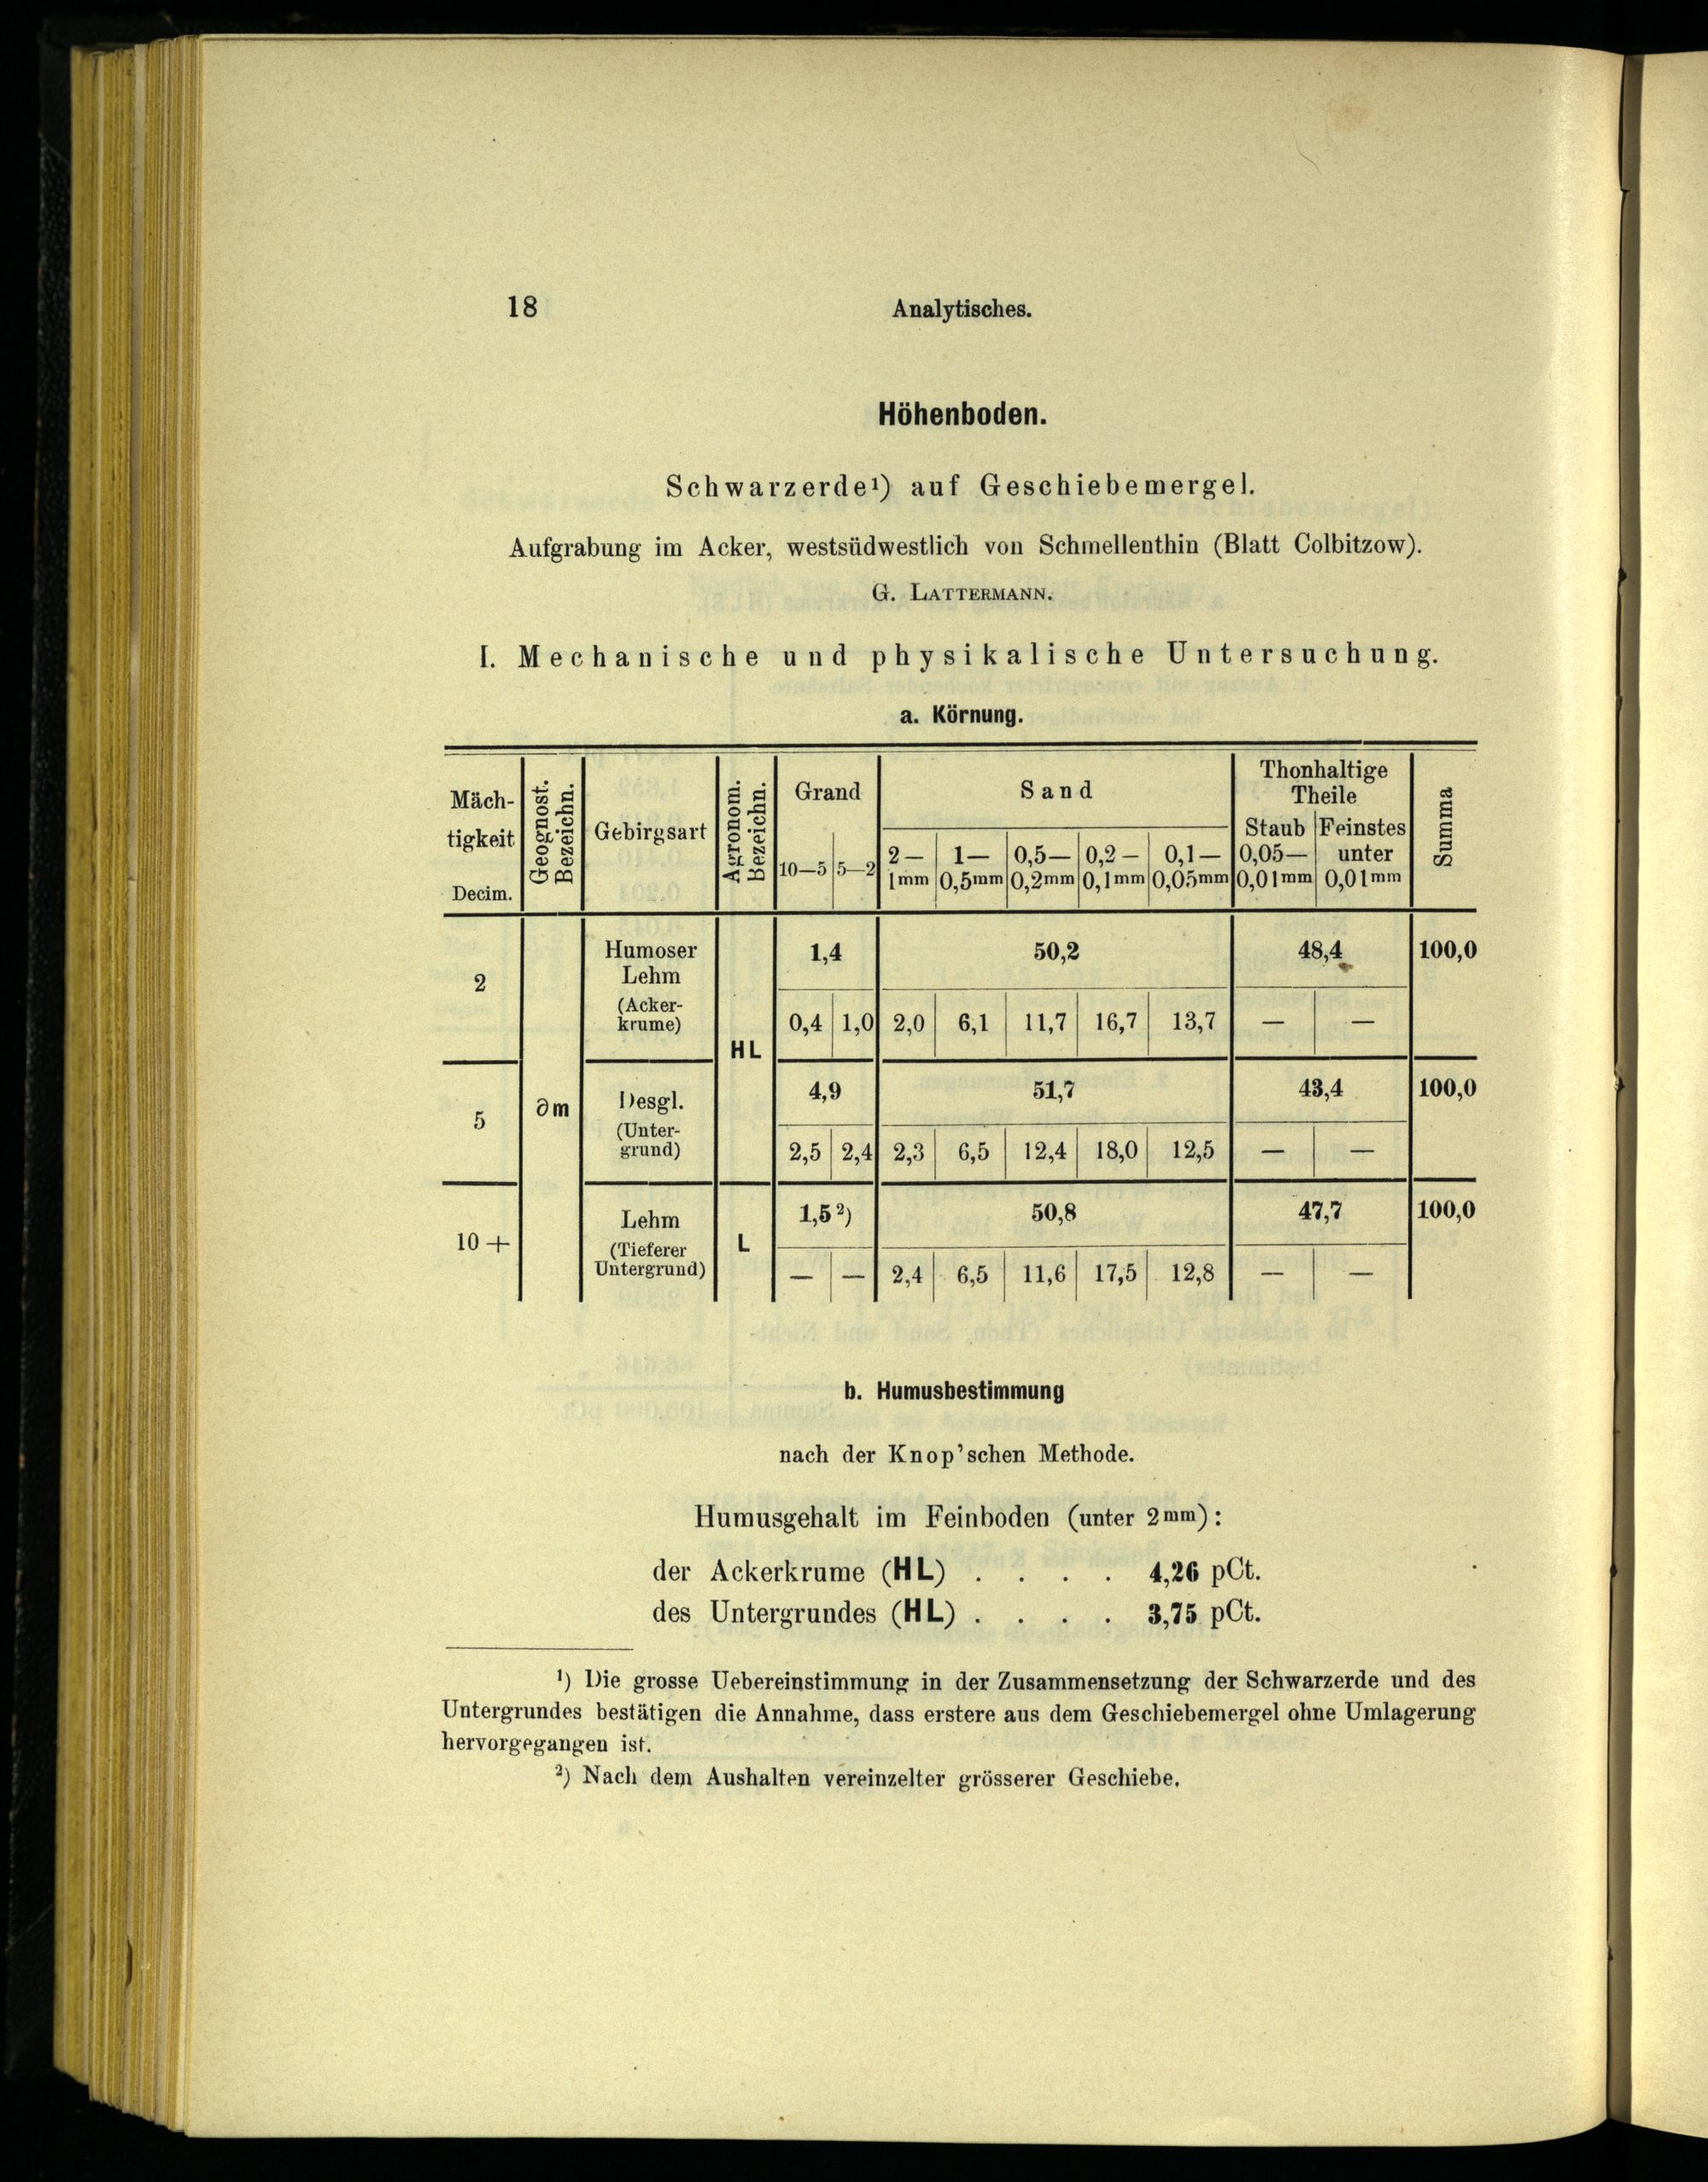 18 Analytisches.
Höhenboden.
Schwarzerde¹) auf Geschiebemergel.
Aufgrabung im Acker, westsüdwestlich von Schmellenthin (Blatt Colbitzow).
G. LATTERMANN.
I. Mechanische und physikalische Untersuchung.
a. Körnung.
Mäch-
tigkeit
Decim.
Geognost.
Bezeichn.
Gebirgsart
Agronom.
Bezeichn.
Grand
10—5 5—2
Sand
2— 1— 0,5— 0,2— 0,1—
1mm 0,5mm 0,2mm 0,1mm 0,05mm
Thonhaltige
Theile
Staub Feinstes
0,05— unter
0,01mm 0,01mm
Summa
Humoser 1,4 50,2 48,4 100,0
Lehm
2
(Acker-
krume) 0,4 1,0 2,0 6,1 11,7 16,7 13,7 — —
HL
4,9 51,7 43,4 100,0
∂m Desgl.
5
(Unter-
grund) 2,5 2,4 2,3 6,5 12,4 18,0 12,5 — —
Lehm 1,5²) 50,8 47,7 100,0
10 + L
(Tieferer
Untergrund) — — 2,4 6,5 11,6 17,5 12,8 — —
b. Humusbestimmung
nach der Knop'schen Methode.
Humusgehalt im Feinboden (unter 2mm):
der Ackerkrume (HL) . . . . 4,26 pCt.
des Untergrundes (HL) . . . . 3,75 pCt.
¹) Die grosse Uebereinstimmung in der Zusammensetzung der Schwarzerde und des
Untergrundes bestätigen die Annahme, dass erstere aus dem Geschiebemergel ohne Umlagerung
hervorgegangen ist.
²) Nach dem Aushalten vereinzelter grösserer Geschiebe.